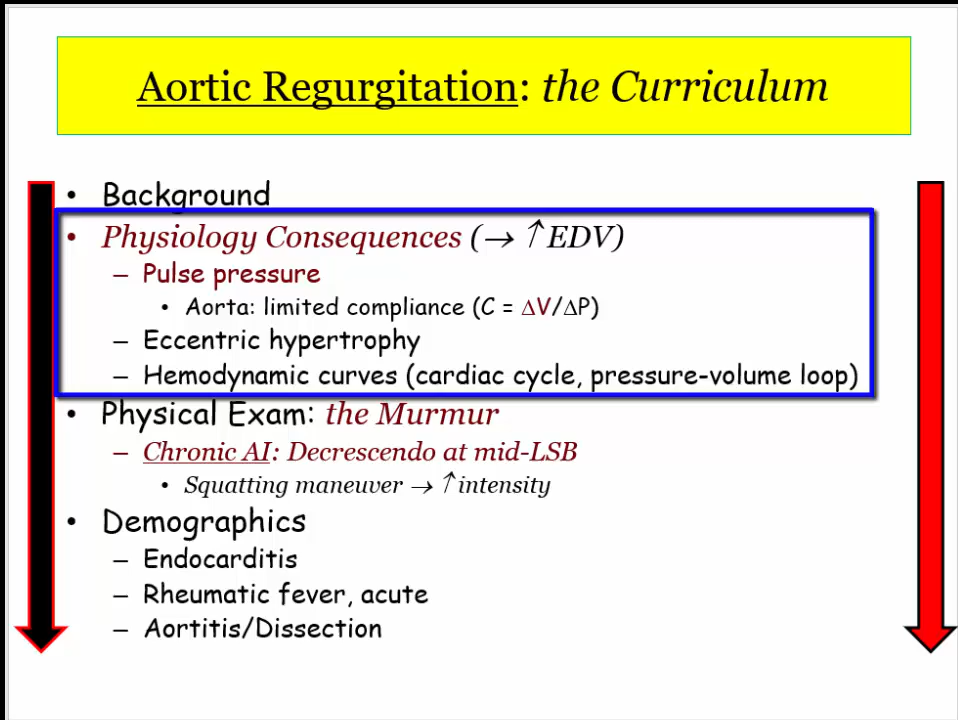 Aortic Regurgitation: the Curriculum
• Background
• Physiology Consequences (→ ↑EDV)
– Pulse pressure
• Aorta: limited compliance (C = ΔV/ΔP)
– Eccentric hypertrophy
– Hemodynamic curves (cardiac cycle, pressure-volume loop)
• Physical Exam: the Murmur
– Chronic AI: Decrescendo at mid-LSB
• Squatting maneuver → ↑intensity
• Demographics
– Endocarditis
– Rheumatic fever, acute
– Aortitis/Dissection